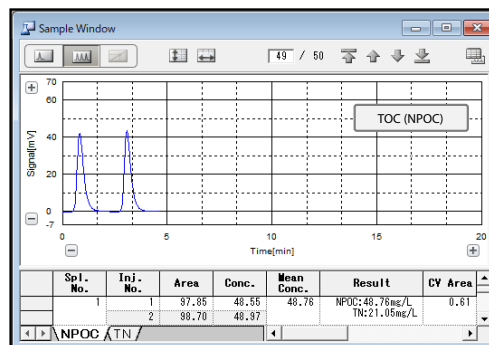 Sample Window
49 / 50
70
60
40
20
0
-7
Signal[mV]
TOC (NPOC)
0 5 10 15 20
Time[min]
Spl. No. Inj. No. Area Conc. Mean Conc. Result CV Area
1 1 97.85 48.55 48.76 NPOC:48.76mg/L 0.61
TN:21.05mg/L
2 98.70 48.97
NPOC TN